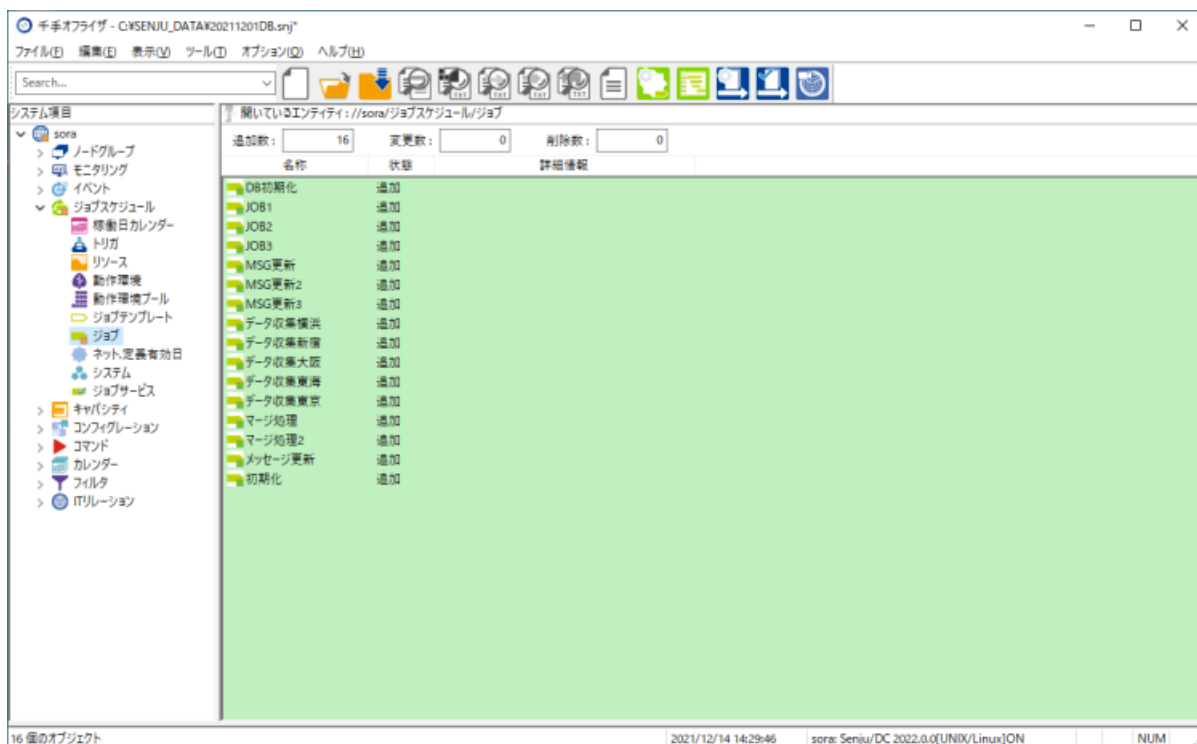 千手オフライザ - C:¥SENJU_DATA¥20211201DB.snj*
ファイル(F) 編集(E) 表示(V) ツール(T) オプション(O) ヘルプ(H)
Search...
システム項目
sora
ノードグループ
モニタリング
イベント
ジョブスケジュール
稼働日カレンダー
トリガ
リソース
動作環境
動作環境プール
ジョブテンプレート
ジョブ
ネット,定義有効日
システム
ジョブサービス
キャパシティ
コンフィグレーション
コマンド
カレンダー
フィルタ
ITリレーション
開いているエンティティ://sora/ジョブスケジュール/ジョブ
追加数: 16 変更数: 0 削除数: 0
名称 状態 詳細情報
DB初期化 追加
JOB1 追加
JOB2 追加
JOB3 追加
MSG更新 追加
MSG更新2 追加
MSG更新3 追加
データ収集横浜 追加
データ収集新宿 追加
データ収集大阪 追加
データ収集東海 追加
データ収集東京 追加
マージ処理 追加
マージ処理2 追加
メッセージ更新 追加
初期化 追加
16 個のオブジェクト 2021/12/14 14:29:46 sora: Senju/DC 2022.0.0[UNIX/Linux]ON NUM